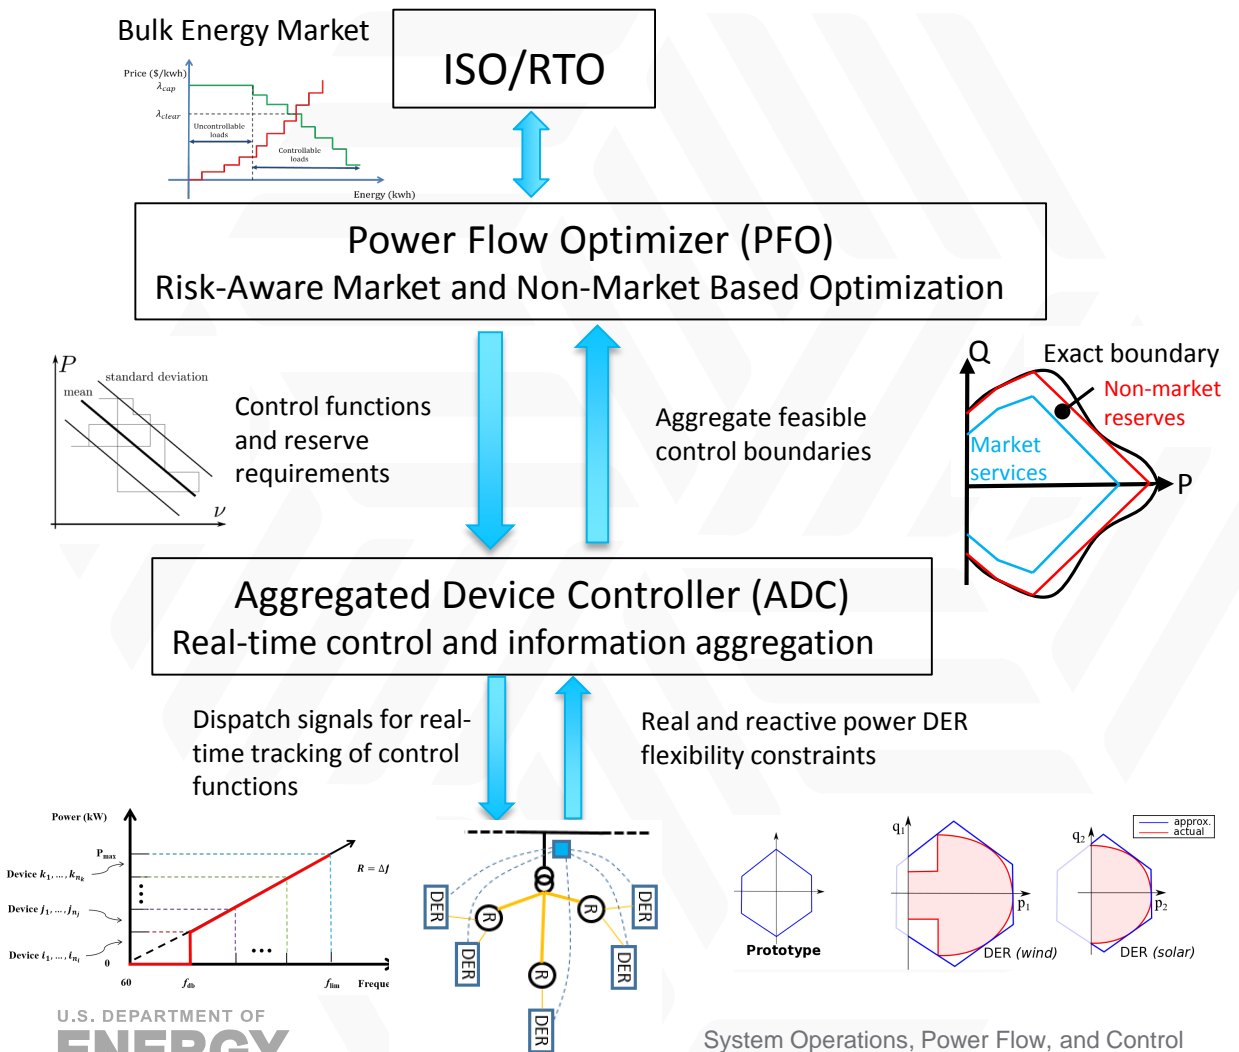 Bulk Energy Market
ISO/RTO
Price ($/kwh)
λcap
λclear
Uncontrollable
loads
Controllable
loads
Energy (kwh)
Power Flow Optimizer (PFO)
Risk-Aware Market and Non-Market Based Optimization
P
standard deviation
mean
ν
Control functions
and reserve
requirements
Aggregate feasible
control boundaries
Q
Exact boundary
Non-market
reserves
Market
services
P
Aggregated Device Controller (ADC)
Real-time control and information aggregation
Dispatch signals for real-
time tracking of control
functions
Real and reactive power DER
flexibility constraints
Power (kW)
Pmax
Device k1, …, knk
Device j1, …, jnj
Device i1, …, ini
0
60
fdb
flim
Freque
R = Δf
DER
DER
DER
DER
DER
R
R
R
Prototype
q1
p1
DER (wind)
q2
p2
DER (solar)
approx.
actual
U.S. DEPARTMENT OF
ENERGY
System Operations, Power Flow, and Control